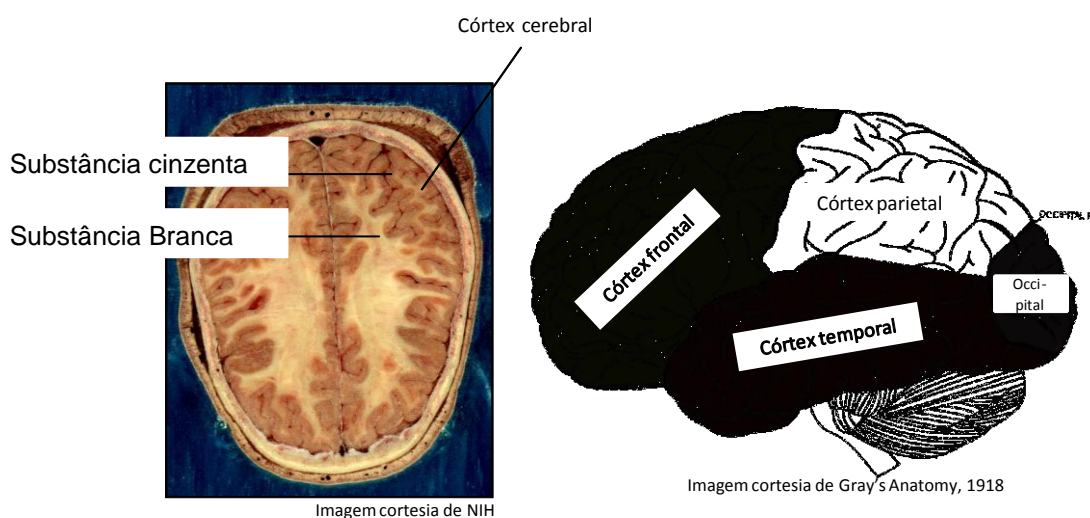 Córtex cerebral
Substância cinzenta
Substância Branca
Imagem cortesia de NIH
Córtex frontal
Córtex parietal
Córtex temporal
OCCIPITAL
Occi-
pital
Imagem cortesia de Gray's Anatomy, 1918